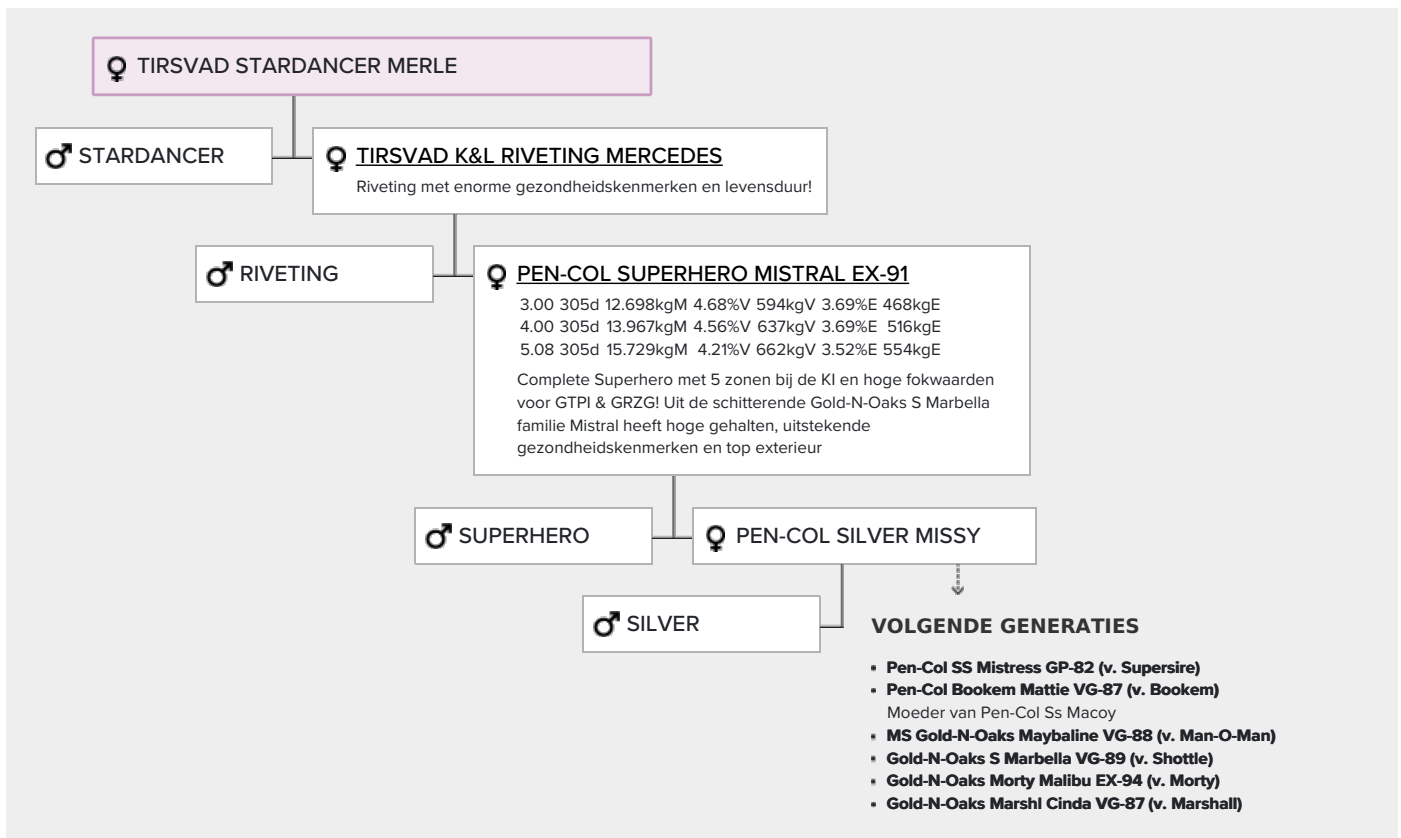 TIRSVAD STARDANCER MERLE
STARDANCER
TIRSVAD K&L RIVETING MERCEDES
Riveting met enorme gezondheidskenmerken en levensduur!
RIVETING
PEN-COL SUPERHERO MISTRAL EX-91
3.00 305d 12.698kgM 4.68%V 594kgV 3.69%E 468kgE
4.00 305d 13.967kgM 4.56%V 637kgV 3.69%E 516kgE
5.08 305d 15.729kgM 4.21%V 662kgV 3.52%E 554kgE
Complete Superhero met 5 zonen bij de KI en hoge fokwaarden
voor GTPI & GRZG! Uit de schitterende Gold-N-Oaks S Marbella
familie Mistral heeft hoge gehalten, uitstekende
gezondheidskenmerken en top exterieur
SUPERHERO
PEN-COL SILVER MISSY
SILVER
VOLGENDE GENERATIES
Pen-Col SS Mistress GP-82 (v. Supersire)
Pen-Col Bookem Mattie VG-87 (v. Bookem)
Moeder van Pen-Col Ss Macoy
MS Gold-N-Oaks Maybaline VG-88 (v. Man-O-Man)
Gold-N-Oaks S Marbella VG-89 (v. Shottle)
Gold-N-Oaks Morty Malibu EX-94 (v. Morty)
Gold-N-Oaks Marshl Cinda VG-87 (v. Marshall)